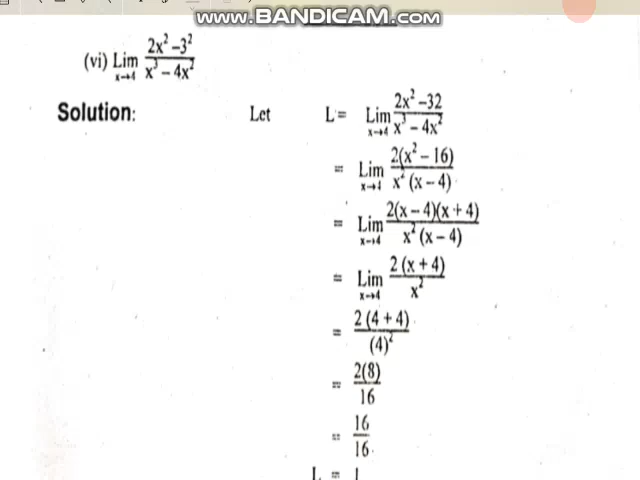 WWW.BANDICAM.COM
(vi) Lim x→4 2x² –3² / x³ – 4x²
Solution: Let L = Lim x→4 2x² –32 / x³ – 4x²
= Lim x→4 2(x² – 16) / x² (x – 4)
= Lim x→4 2(x – 4)(x + 4) / x² (x – 4)
= Lim x→4 2 (x + 4) / x²
= 2 (4 + 4) / (4)²
= 2(8) / 16
= 16 / 16
L = 1